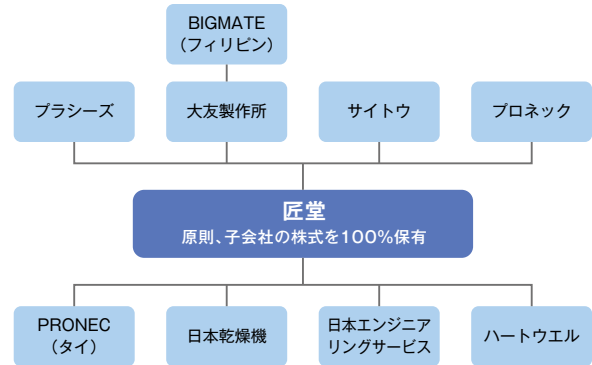 BIGMATE
（フィリピン）
プラシーズ
大友製作所
サイトウ
プロネック
匠堂
原則、子会社の株式を100%保有
PRONEC
（タイ）
日本乾燥機
日本エンジニア
リングサービス
ハートウエル